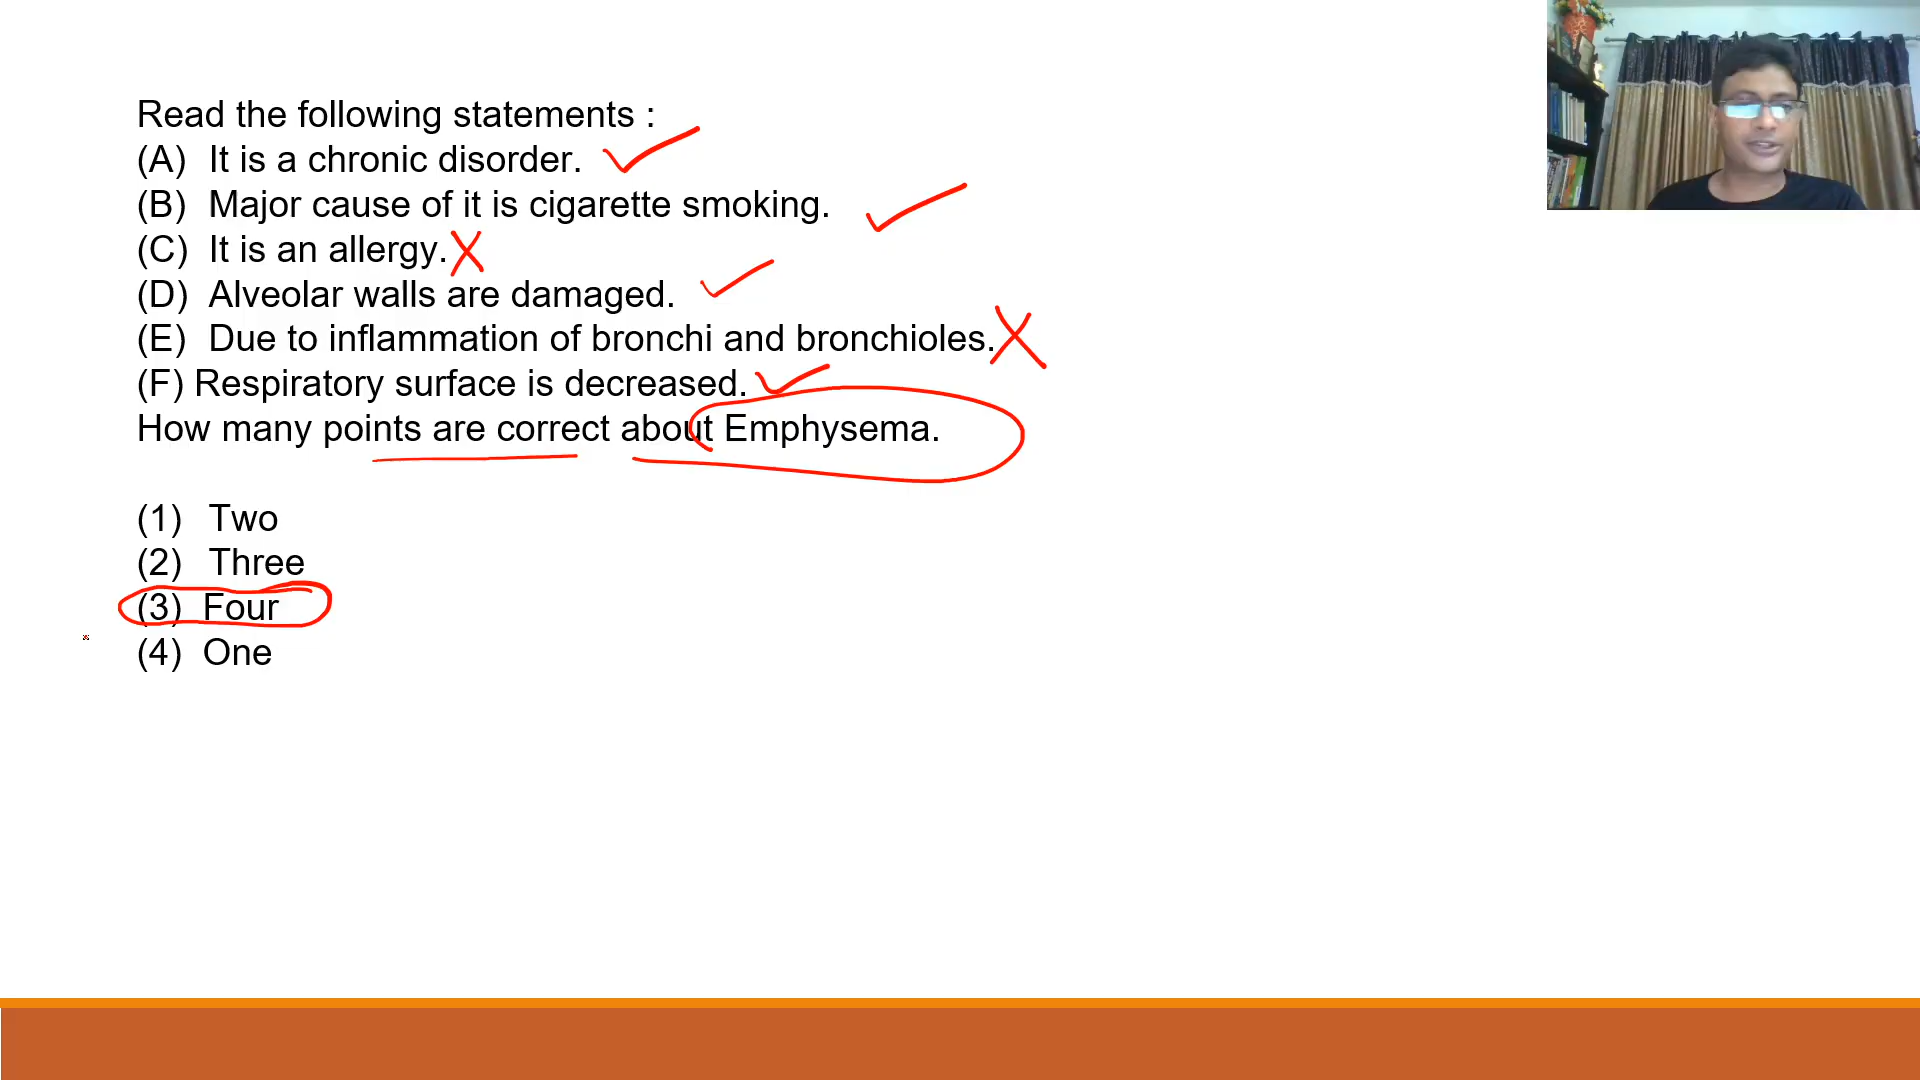 Read the following statements :
(A) It is a chronic disorder.
(B) Major cause of it is cigarette smoking.
(C) It is an allergy.
(D) Alveolar walls are damaged.
(E) Due to inflammation of bronchi and bronchioles.
(F) Respiratory surface is decreased.
How many points are correct about Emphysema.
(1) Two
(2) Three
(3) Four
(4) One